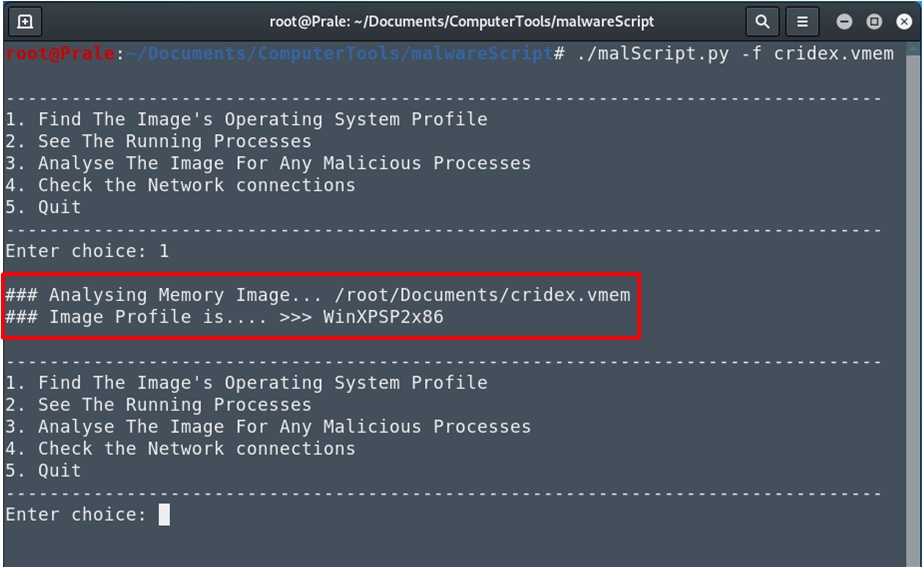 root@Prale: ~/Documents/ComputerTools/malwareScript
root@Prale:~/Documents/ComputerTools/malwareScript# ./malScript.py -f cridex.vmem
--------------------------------------------------------------------------------
1. Find The Image's Operating System Profile
2. See The Running Processes
3. Analyse The Image For Any Malicious Processes
4. Check the Network connections
5. Quit
--------------------------------------------------------------------------------
Enter choice: 1
### Analysing Memory Image... /root/Documents/cridex.vmem
### Image Profile is.... >>> WinXPSP2x86
--------------------------------------------------------------------------------
1. Find The Image's Operating System Profile
2. See The Running Processes
3. Analyse The Image For Any Malicious Processes
4. Check the Network connections
5. Quit
--------------------------------------------------------------------------------
Enter choice: